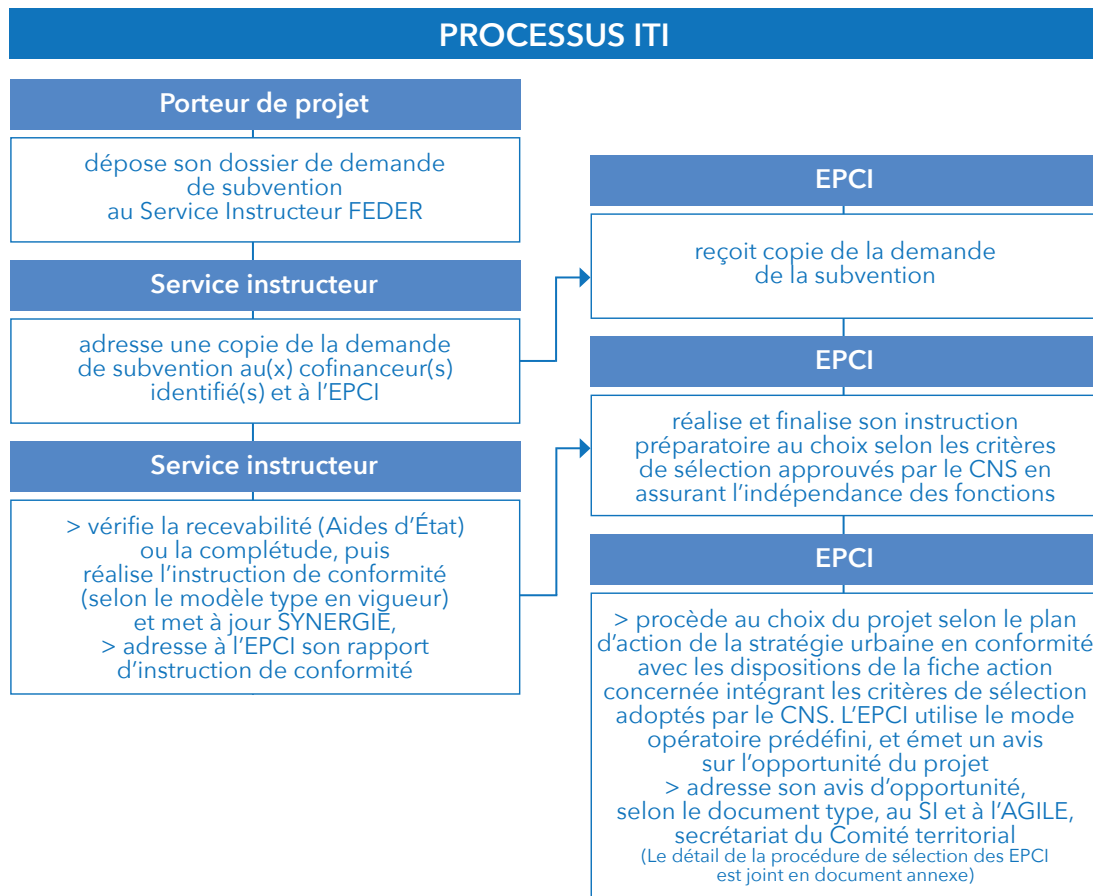 PROCESSUS ITI
Porteur de projet
dépose son dossier de demande
de subvention
au Service Instructeur FEDER
Service instructeur
adresse une copie de la demande
de subvention au(x) cofinanceur(s)
identifié(s) et à l'EPCI
Service instructeur
> vérifie la recevabilité (Aides d'État)
ou la complétude, puis
réalise l'instruction de conformité
(selon le modèle type en vigueur)
et met à jour SYNERGIE,
> adresse à l'EPCI son rapport
d'instruction de conformité
EPCI
reçoit copie de la demande
de la subvention
EPCI
réalise et finalise son instruction
préparatoire au choix selon les critères
de sélection approuvés par le CNS en
assurant l'indépendance des fonctions
EPCI
> procède au choix du projet selon le plan
d'action de la stratégie urbaine en conformité
avec les dispositions de la fiche action
concernée intégrant les critères de sélection
adoptés par le CNS. L'EPCI utilise le mode
opératoire prédéfini, et émet un avis
sur l'opportunité du projet
> adresse son avis d'opportunité,
selon le document type, au SI et à l'AGILE,
secrétariat du Comité territorial
(Le détail de la procédure de sélection des EPCI
est joint en document annexe)